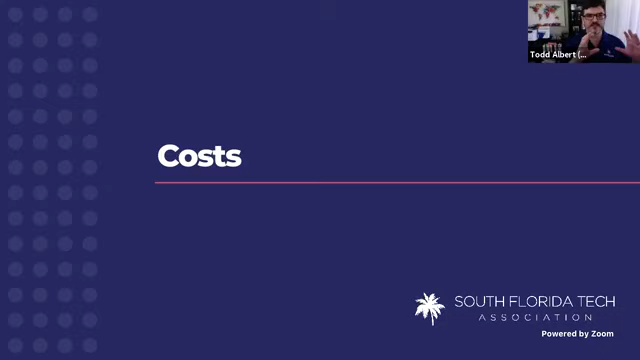 Todd Albert (...
Costs
SOUTH FLORIDA TECH
ASSOCIATION
Powered by Zoom